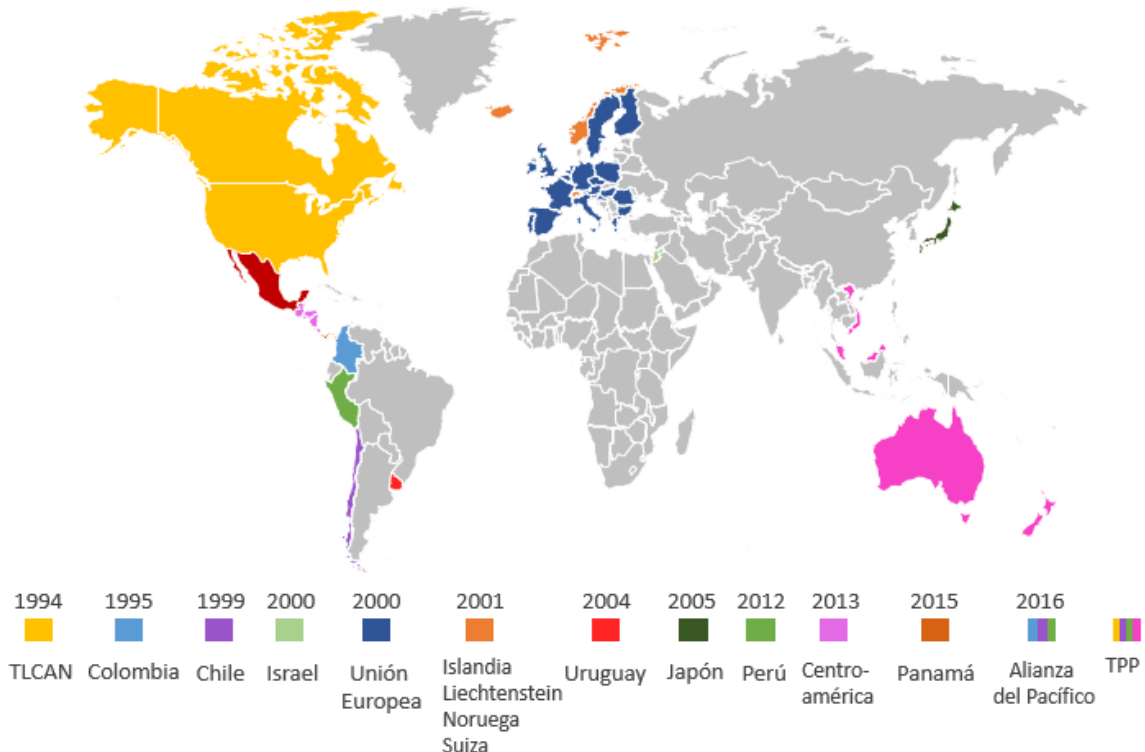 1994
TLCAN
1995
Colombia
1999
Chile
2000
Israel
2000
Unión
Europea
2001
Islandia
Liechtenstein
Noruega
Suiza
2004
Uruguay
2005
Japón
2012
Perú
2013
Centro-
américa
2015
Panamá
2016
Alianza
del Pacífico
TPP